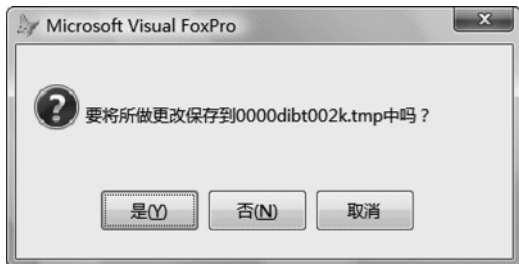 Microsoft Visual FoxPro
要将所做更改保存到0000dibt002k.tmp中吗？
是(Y)
否(N)
取消